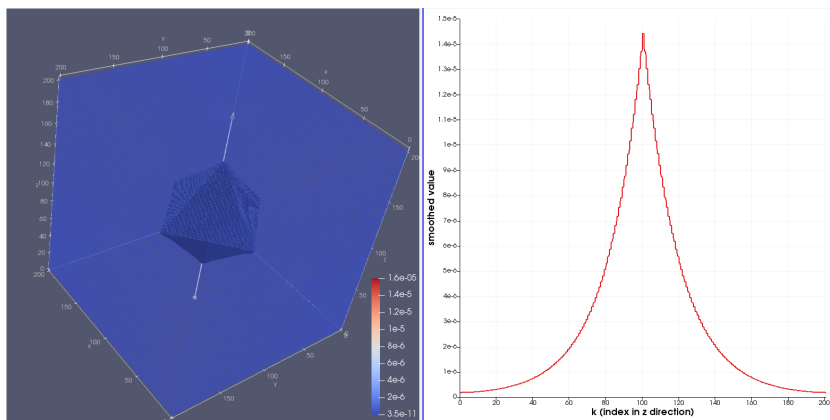 Y
0
50
100
150
200
200
180
160
140
120
100
80
60
40
20
0
200
X
50
100
150
0
200
150
Z
100
50
0
150
100
50
50
100
Y
150
1.6e-05
1.4e-5
1.2e-5
1e-5
8e-6
6e-6
4e-6
2e-6
3.5e-11
1.5e-5
1.4e-5
1.3e-5
1.2e-5
1.1e-5
1e-5
9e-6
8e-6
7e-6
6e-6
5e-6
4e-6
3e-6
2e-6
1e-6
0
smoothed value
0 20 40 60 80 100 120 140 160 180 200
k (index in z direction)